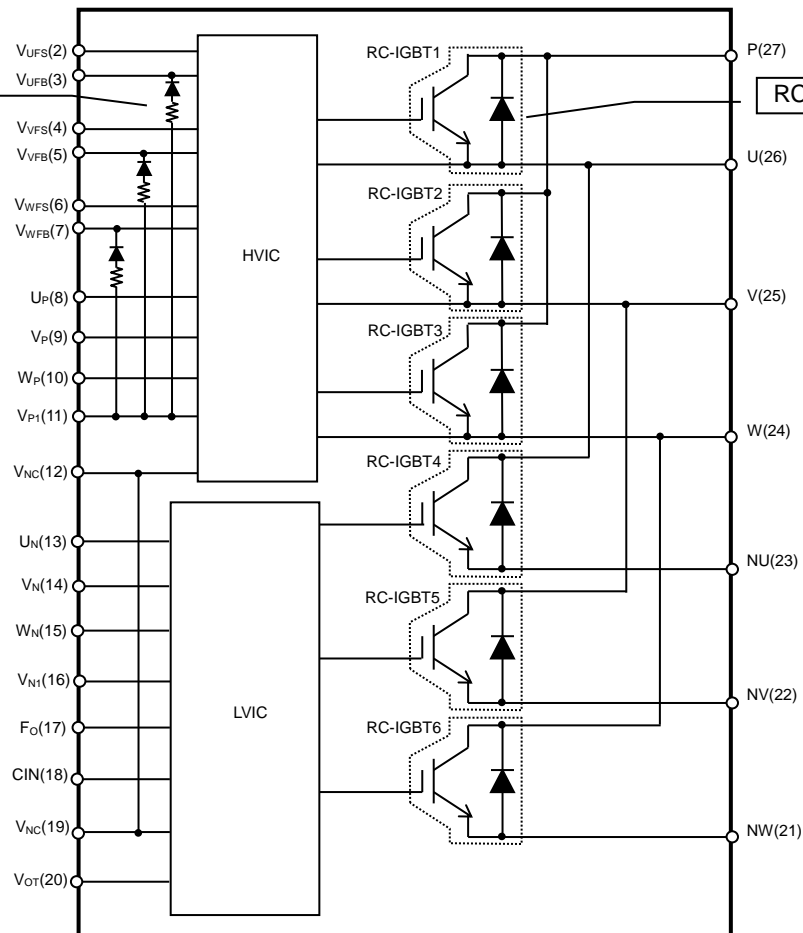 VUFS(2)
VUFB(3)
VVFS(4)
VVFB(5)
VWFS(6)
VWFB(7)
UP(8)
VP(9)
WP(10)
VP1(11)
VNC(12)
UN(13)
VN(14)
WN(15)
VN1(16)
FO(17)
CIN(18)
VNC(19)
VOT(20)
HVIC
LVIC
RC-IGBT1
RC-IGBT2
RC-IGBT3
RC-IGBT4
RC-IGBT5
RC-IGBT6
P(27)
RC
U(26)
V(25)
W(24)
NU(23)
NV(22)
NW(21)